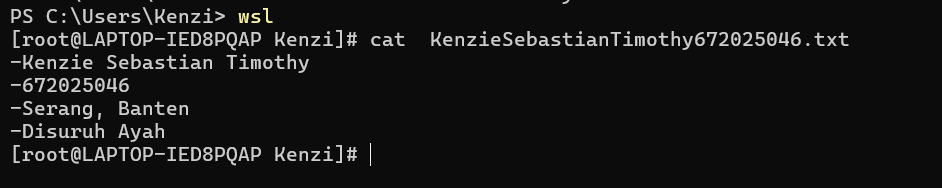 PS C:\Users\Kenzi> wsl
[root@LAPTOP-IED8PQAP Kenzi]# cat  KenzieSebastianTimothy672025046.txt
-Kenzie Sebastian Timothy
-672025046
-Serang, Banten
-Disuruh Ayah
[root@LAPTOP-IED8PQAP Kenzi]#